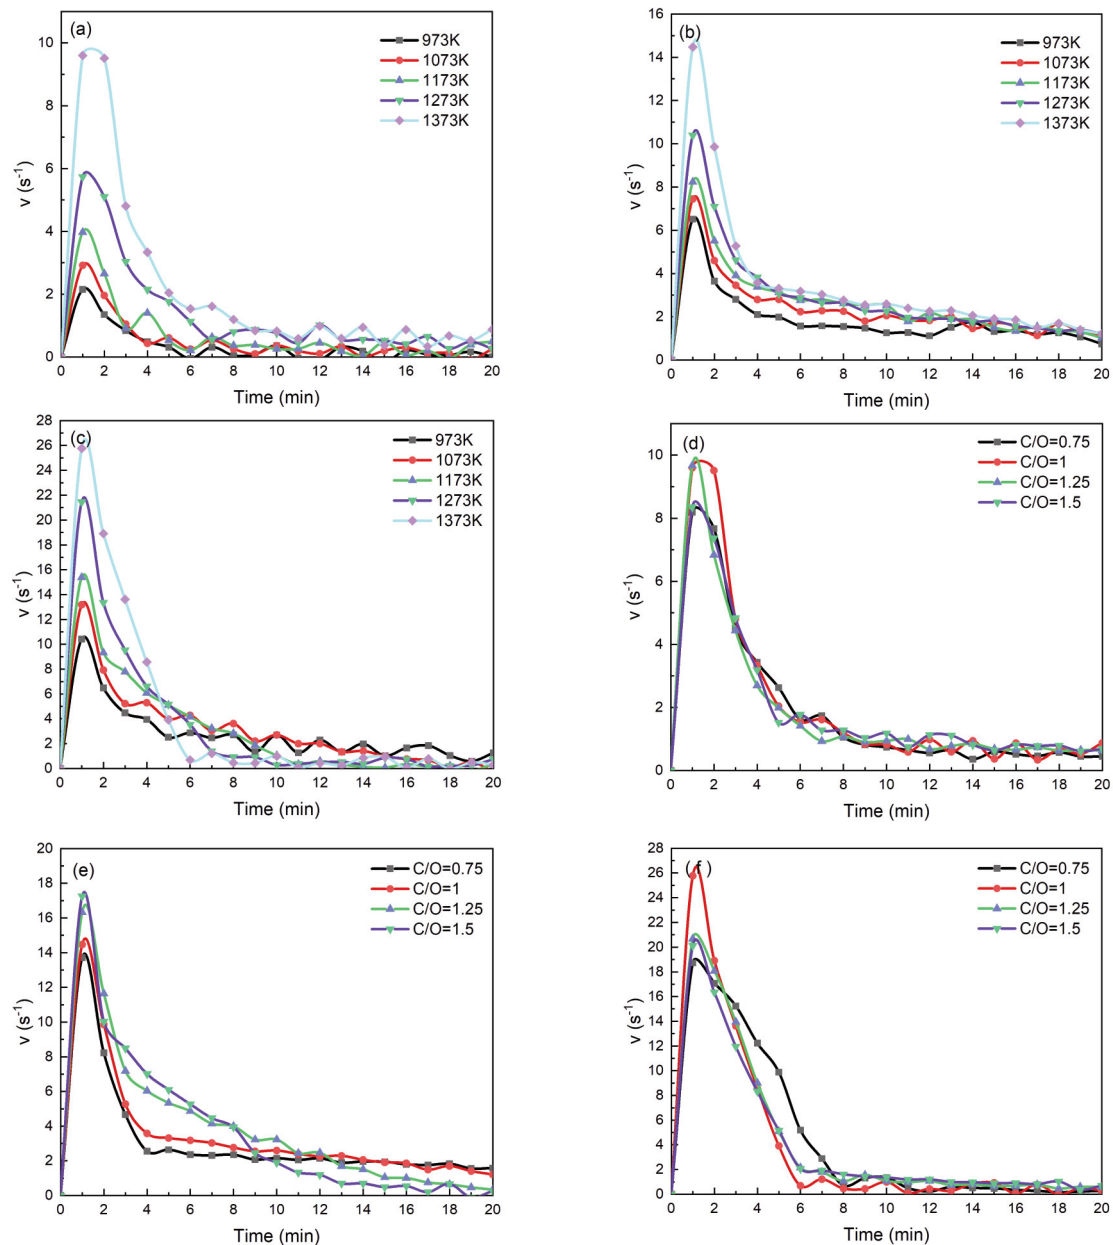 (a)
973K
1073K
1173K
1273K
1373K
v (s⁻¹)
10
8
6
4
2
0
0 2 4 6 8 10 12 14 16 18 20
Time (min)
(b)
973K
1073K
1173K
1273K
1373K
v (s⁻¹)
16
14
12
10
8
6
4
2
0
0 2 4 6 8 10 12 14 16 18 20
Time (min)
(c)
973K
1073K
1173K
1273K
1373K
v (s⁻¹)
28
26
24
22
20
18
16
14
12
10
8
6
4
2
0
0 2 4 6 8 10 12 14 16 18 20
Time (min)
(d)
C/O=0.75
C/O=1
C/O=1.25
C/O=1.5
v (s⁻¹)
10
8
6
4
2
0
0 2 4 6 8 10 12 14 16 18 20
Time (min)
(e)
C/O=0.75
C/O=1
C/O=1.25
C/O=1.5
v (s⁻¹)
20
18
16
14
12
10
8
6
4
2
0
0 2 4 6 8 10 12 14 16 18 20
Time (min)
( f )
C/O=0.75
C/O=1
C/O=1.25
C/O=1.5
v (s⁻¹)
28
26
24
22
20
18
16
14
12
10
8
6
4
2
0
0 2 4 6 8 10 12 14 16 18 20
Time (min)